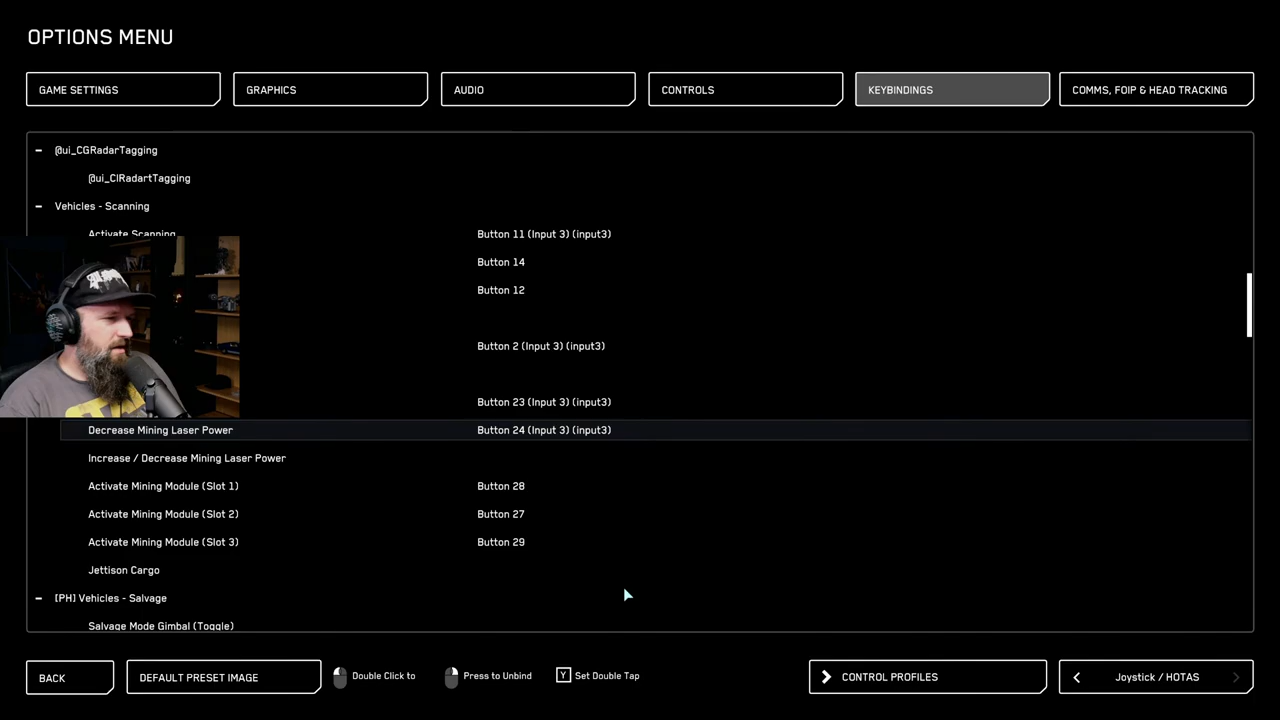 OPTIONS MENU
GAME SETTINGS
GRAPHICS
AUDIO
CONTROLS
KEYBINDINGS
COMMS, FOIP & HEAD TRACKING
@ui_CGRadarTagging
@ui_CIRadartTagging
Vehicles - Scanning
Activate Scanning Button 11 (Input 3) (input3)
Button 14
Button 12
Button 2 (Input 3) (input3)
Button 23 (Input 3) (input3)
Decrease Mining Laser Power Button 24 (Input 3) (input3)
Increase / Decrease Mining Laser Power
Activate Mining Module (Slot 1) Button 28
Activate Mining Module (Slot 2) Button 27
Activate Mining Module (Slot 3) Button 29
Jettison Cargo
[PH] Vehicles - Salvage
Salvage Mode Gimbal (Toggle)
BACK
DEFAULT PRESET IMAGE
Double Click to
Press to Unbind
Y Set Double Tap
CONTROL PROFILES
Joystick / HOTAS